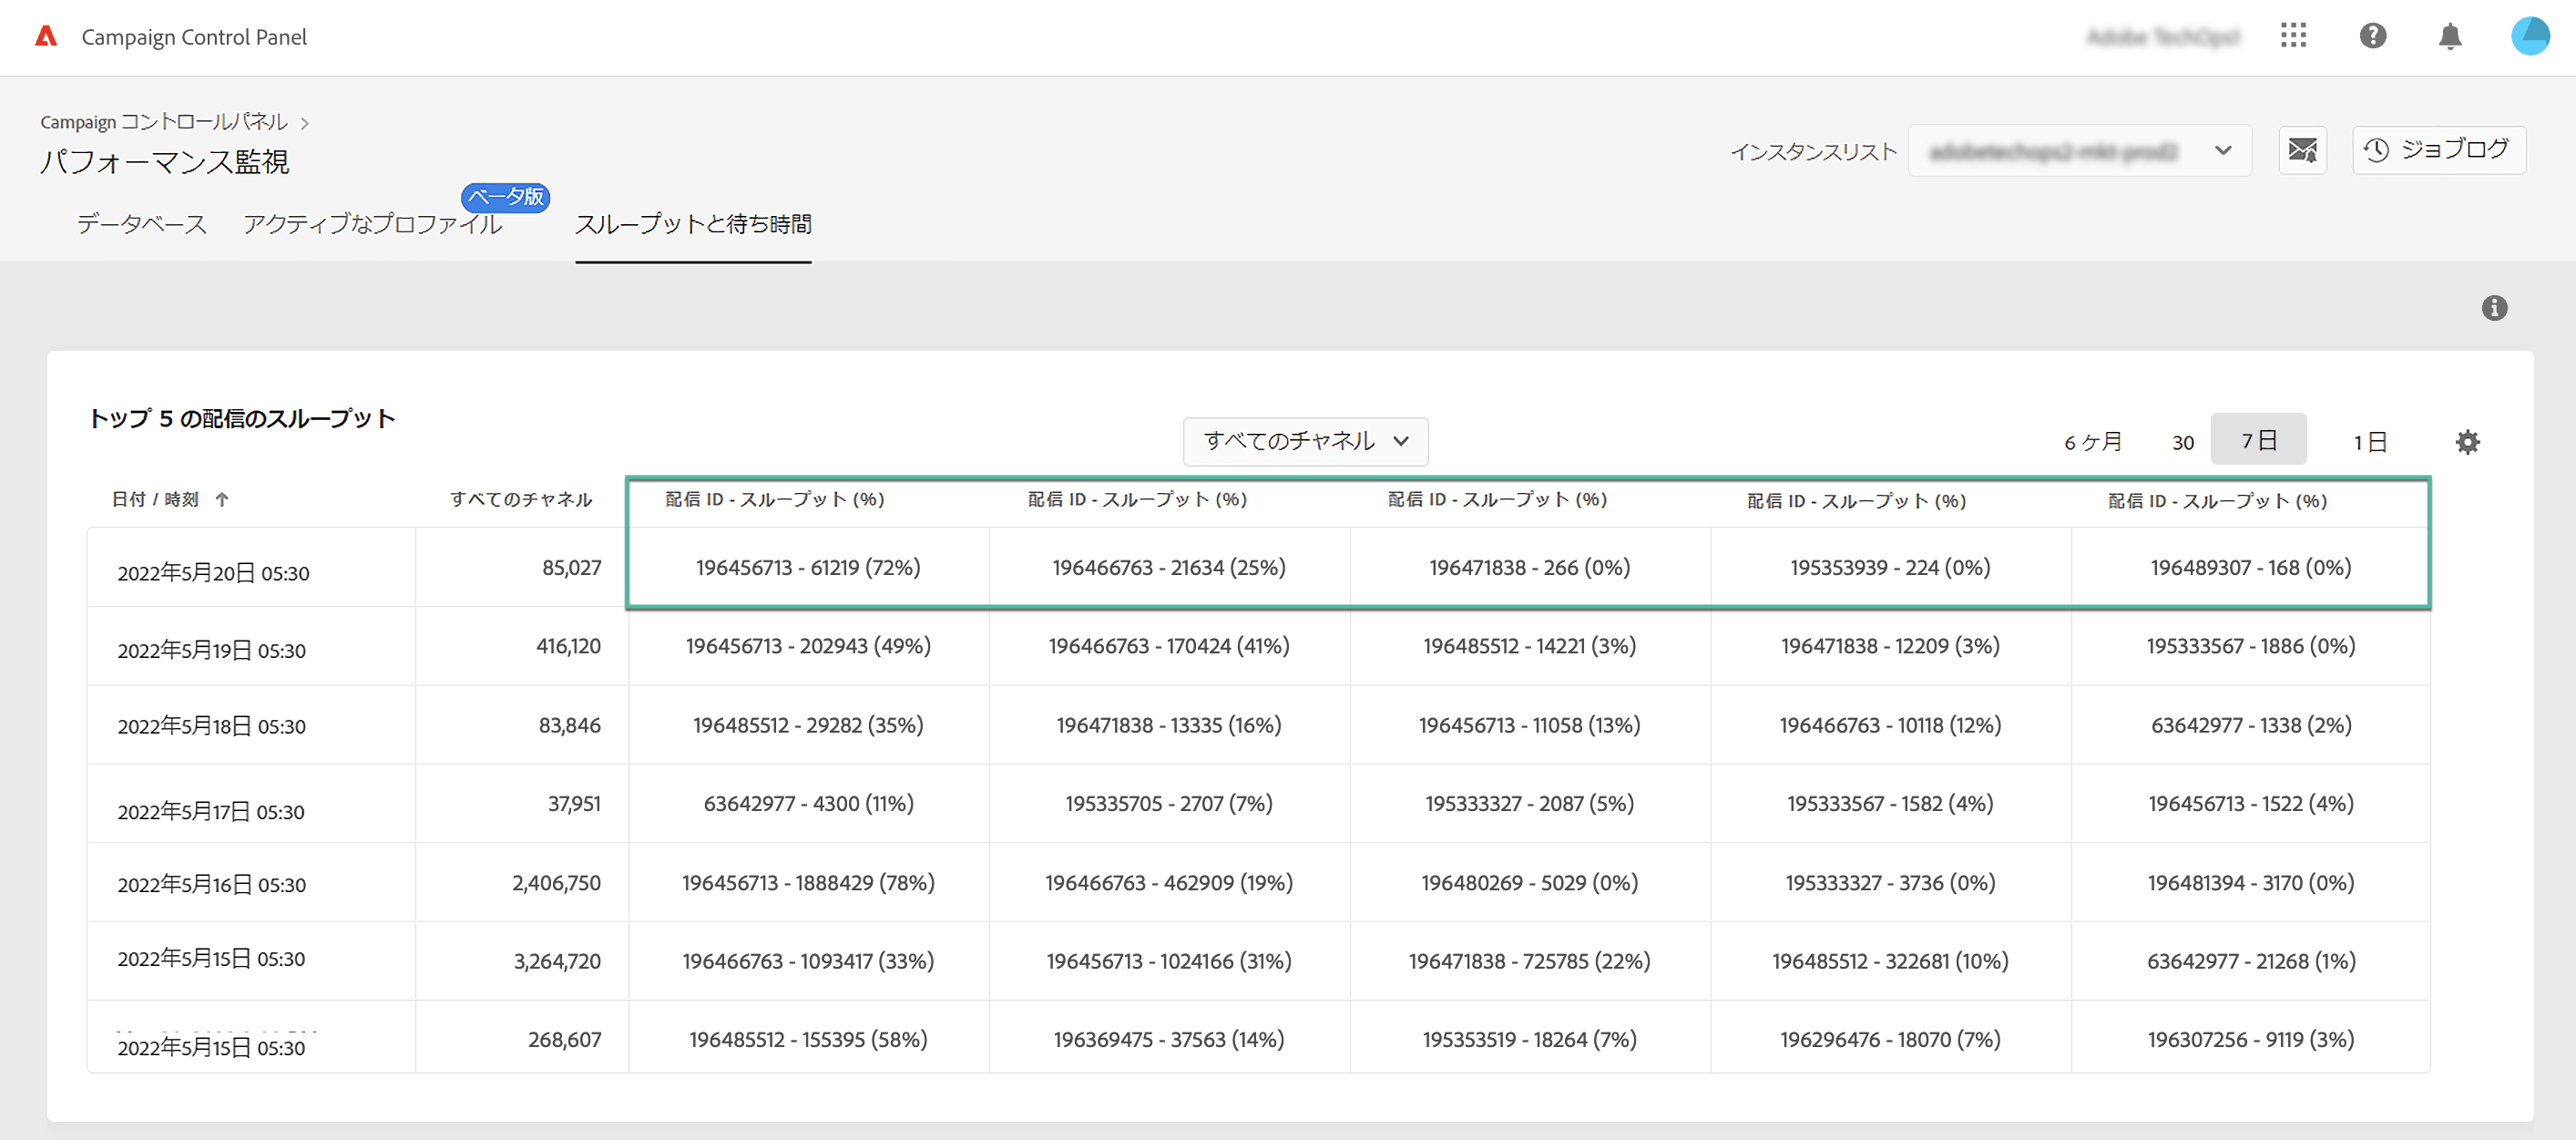 Campaign Control Panel
Campaign コントロールパネル
パフォーマンス監視
インスタンスリスト
ジョブログ
データベース
アクティブなプロファイル
ベータ版
スループットと待ち時間
トップ 5 の配信のスループット
すべてのチャネル
6 ケ月 30 7 日 1 日
日付 / 時刻 すべてのチャネル 配信 ID - スループット (%) 配信 ID - スループット (%) 配信 ID - スループット (%) 配信 ID - スループット (%) 配信 ID - スループット (%)
2022年5月20日 05:30 85,027 196456713 - 61219 (72%) 196466763 - 21634 (25%) 196471838 - 266 (0%) 195353939 - 224 (0%) 196489307 - 168 (0%)
2022年5月19日 05:30 416,120 196456713 - 202943 (49%) 196466763 - 170424 (41%) 196485512 - 14221 (3%) 196471838 - 12209 (3%) 195333567 - 1886 (0%)
2022年5月18日 05:30 83,846 196485512 - 29282 (35%) 196471838 - 13335 (16%) 196456713 - 11058 (13%) 196466763 - 10118 (12%) 63642977 - 1338 (2%)
2022年5月17日 05:30 37,951 63642977 - 4300 (11%) 195335705 - 2707 (7%) 195333327 - 2087 (5%) 195333567 - 1582 (4%) 196456713 - 1522 (4%)
2022年5月16日 05:30 2,406,750 196456713 - 1888429 (78%) 196466763 - 462909 (19%) 196480269 - 5029 (0%) 195333327 - 3736 (0%) 196481394 - 3170 (0%)
2022年5月15日 05:30 3,264,720 196466763 - 1093417 (33%) 196456713 - 1024166 (31%) 196471838 - 725785 (22%) 196485512 - 322681 (10%) 63642977 - 21268 (1%)
2022年5月15日 05:30 268,607 196485512 - 155395 (58%) 196369475 - 37563 (14%) 195353519 - 18264 (7%) 196296476 - 18070 (7%) 196307256 - 9119 (3%)